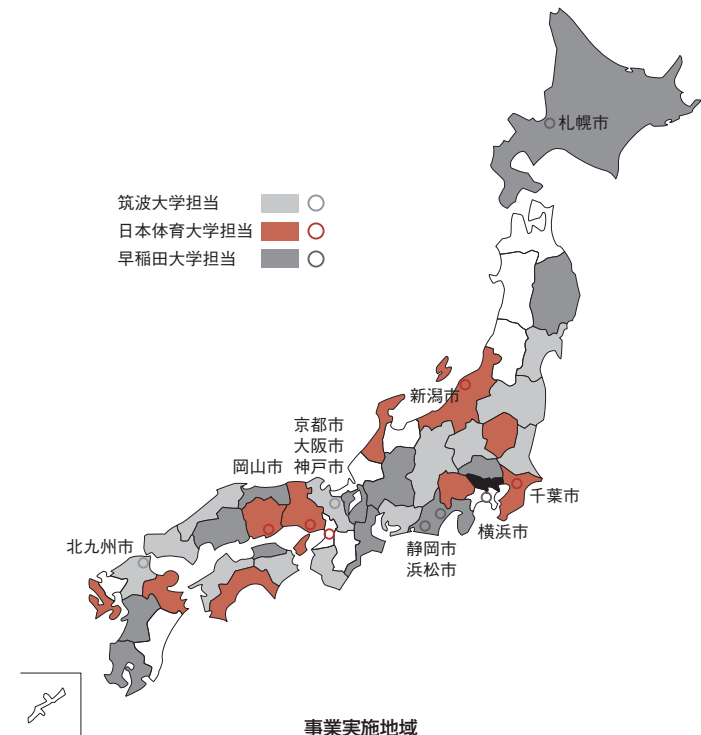 札幌市
筑波大学担当
日本体育大学担当
早稲田大学担当
新潟市
京都市
大阪市
岡山市 神戸市
千葉市
横浜市
北九州市
静岡市
浜松市
事業実施地域